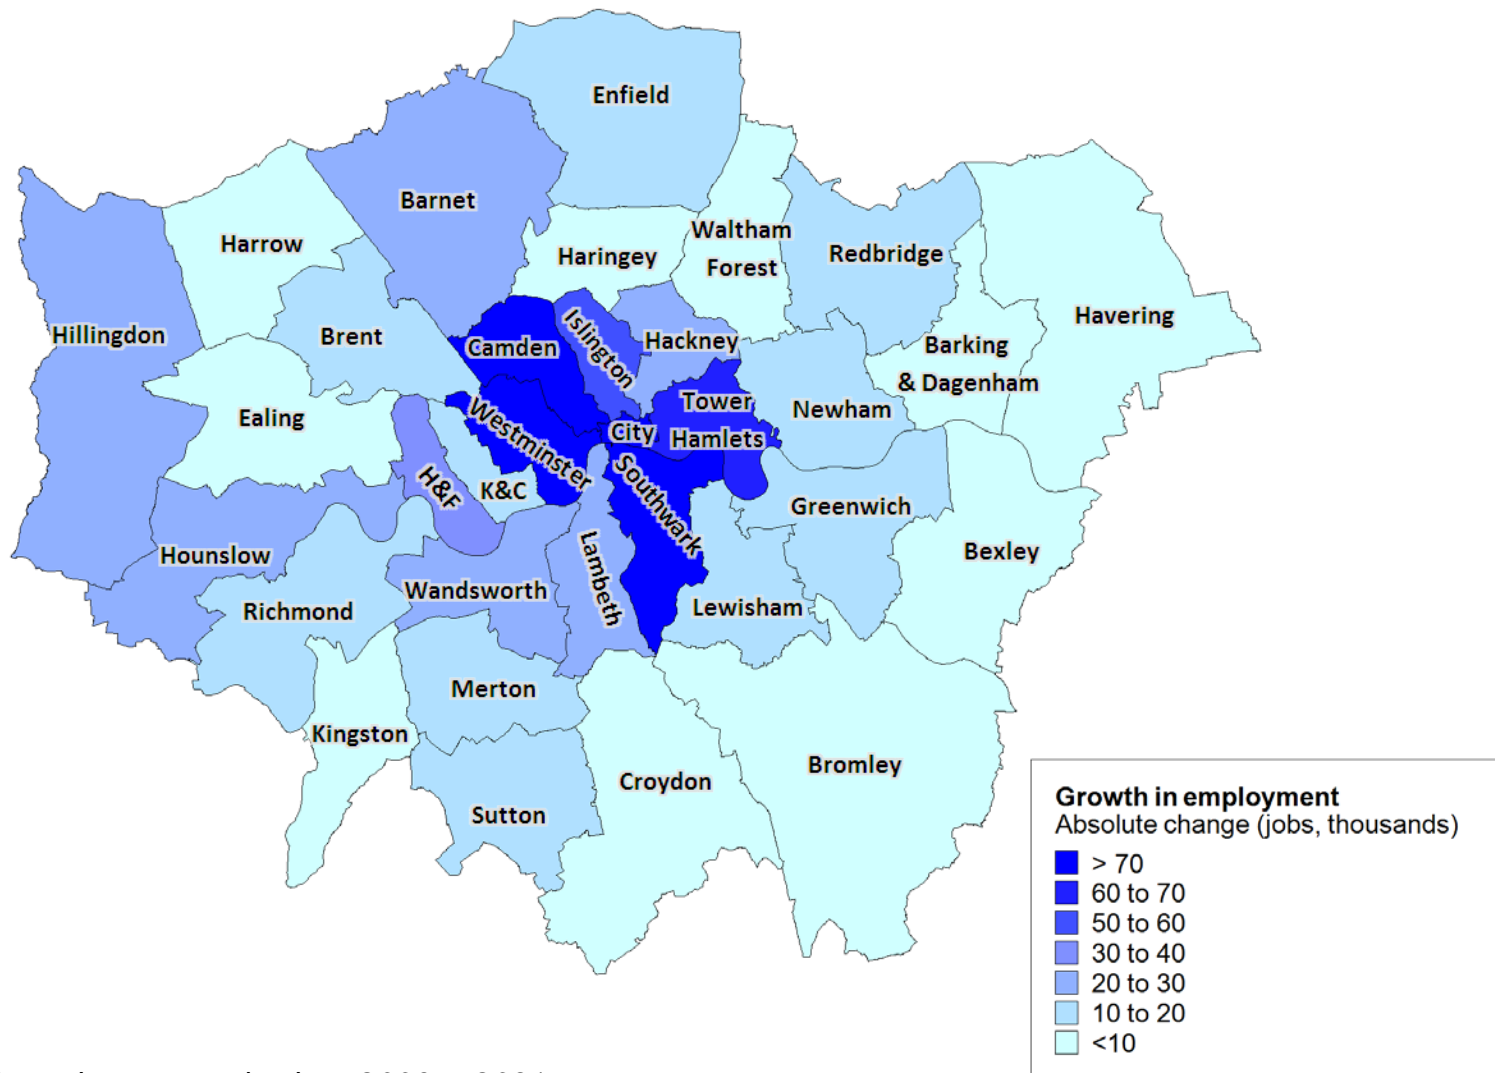 Enfield
Barnet
Harrow
Haringey
Waltham
Forest
Redbridge
Havering
Hillingdon
Brent
Camden
Islington
Hackney
Barking
& Dagenham
Ealing
Westminster
City
Tower
Hamlets
Newham
H&F
K&C
Southwark
Greenwich
Hounslow
Bexley
Richmond
Wandsworth
Lambeth
Lewisham
Merton
Kingston
Croydon
Bromley
Sutton
Growth in employment
Absolute change (jobs, thousands)
> 70
60 to 70
50 to 60
30 to 40
20 to 30
10 to 20
<10